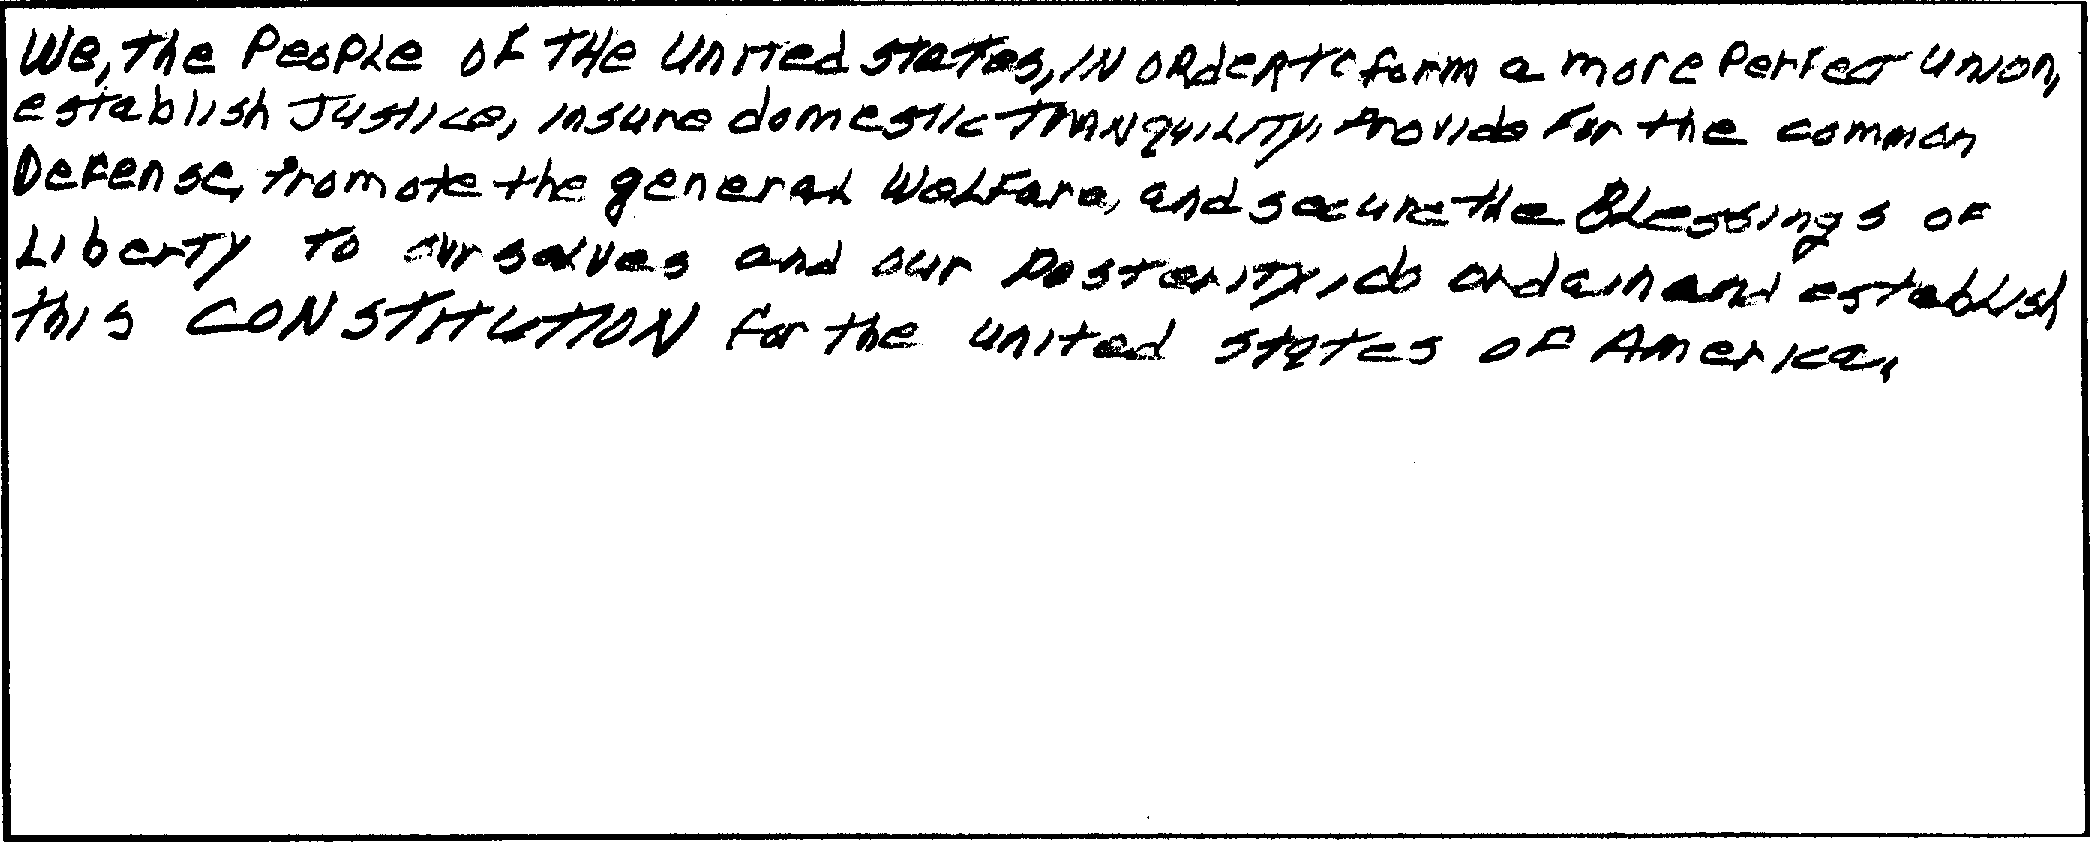 We, the People of the United States, in order to form a more perfect union,
establish Justice, insure domestic Tranquility, provide for the common
Defense, promote the general Welfare, and secure the Blessings of
Liberty to ourselves and our Posterity, do ordain and establish
this CONSTITUTION for the united states of America.